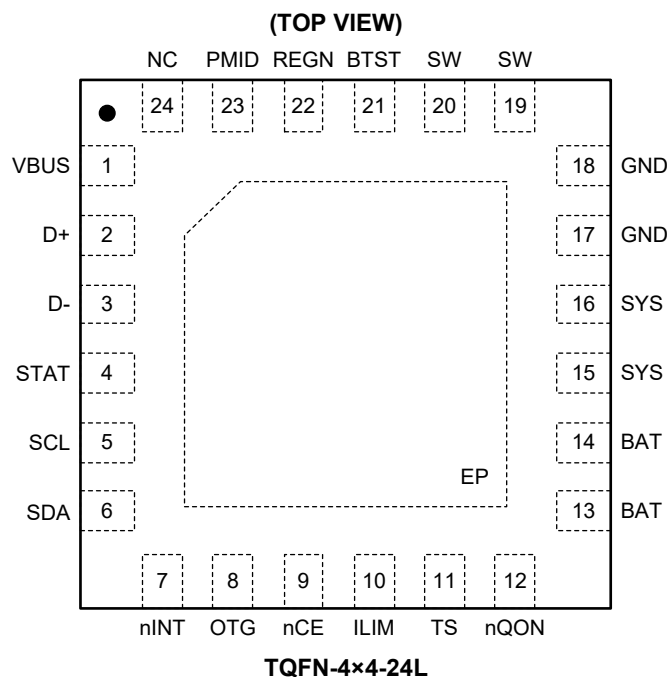 (TOP VIEW)
NC PMID REGN BTST SW SW
24 23 22 21 20 19
VBUS 1 18 GND
D+ 2 17 GND
D- 3 16 SYS
STAT 4 15 SYS
SCL 5 14 BAT
EP
SDA 6 13 BAT
7 8 9 10 11 12
nINT OTG nCE ILIM TS nQON
TQFN-4×4-24L